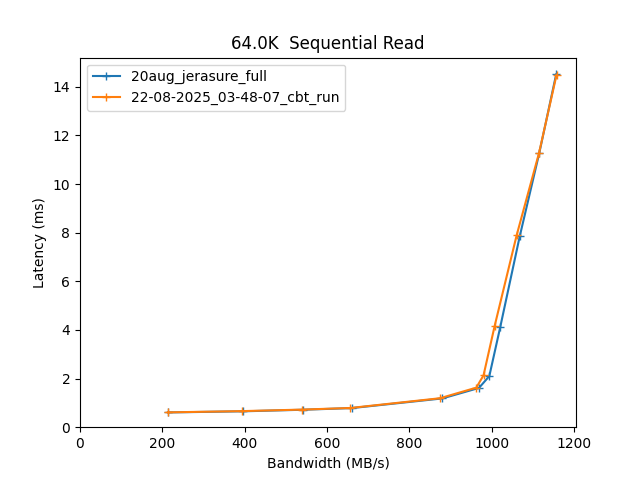 64.0K  Sequential Read
20aug_jerasure_full
22-08-2025_03-48-07_cbt_run
Latency (ms)
14
12
10
8
6
4
2
0
0 200 400 600 800 1000 1200
Bandwidth (MB/s)